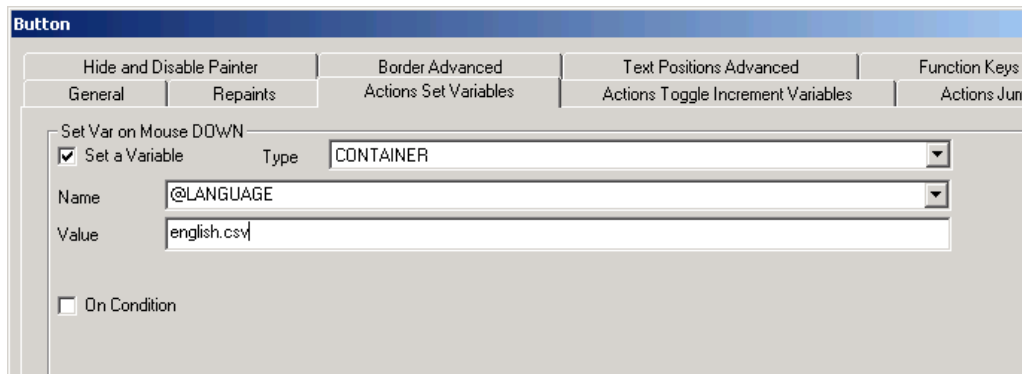 Button
Hide and Disable Painter Border Advanced Text Positions Advanced Function Keys
General Repaints Actions Set Variables Actions Toggle Increment Variables Actions Jum
Set Var on Mouse DOWN
Set a Variable Type CONTAINER
Name @LANGUAGE
Value english.csv
On Condition